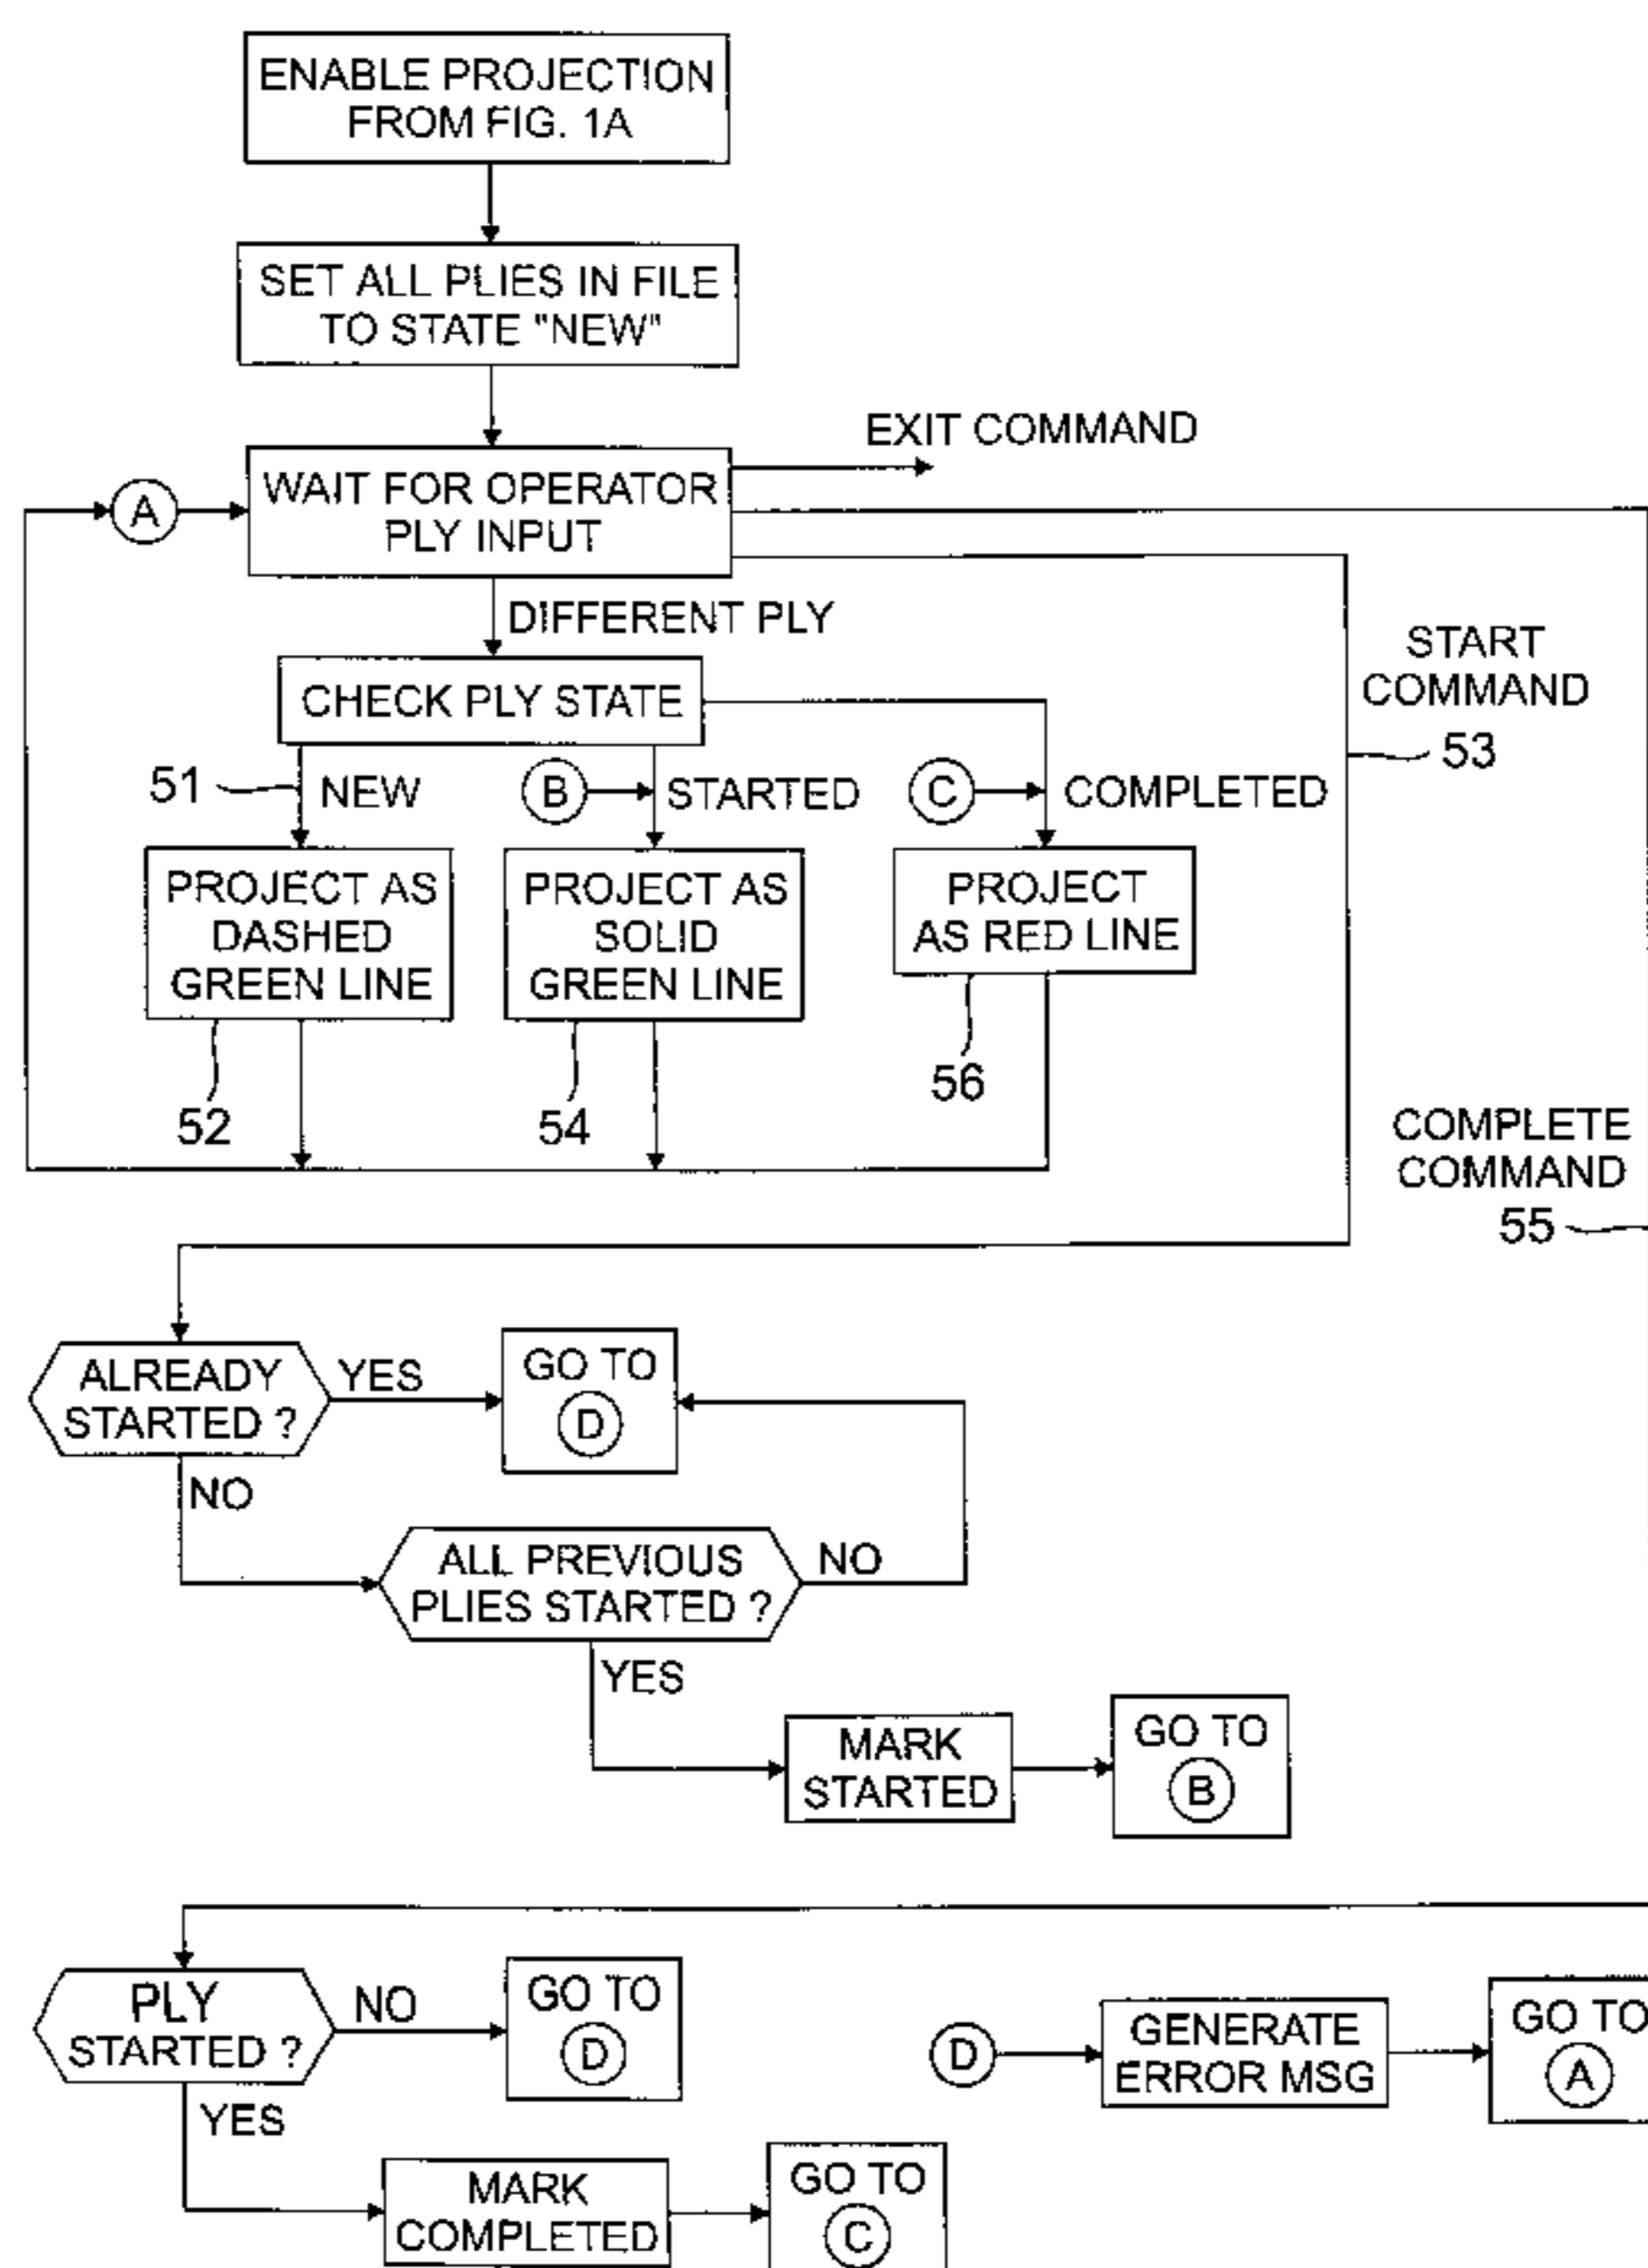 ENABLE PROJECTION
FROM FIG. 1A
SET ALL PLIES IN FILE
TO STATE "NEW"
EXIT COMMAND
A
WAIT FOR OPERATOR
PLY INPUT
DIFFERENT PLY
START
COMMAND
53
CHECK PLY STATE
51
NEW
B
STARTED
C
COMPLETED
PROJECT AS
DASHED
GREEN LINE
PROJECT AS
SOLID
GREEN LINE
PROJECT
AS RED LINE
52
54
56
COMPLETE
COMMAND
55
ALREADY
STARTED ?
YES
GO TO
D
NO
ALL PREVIOUS
PLIES STARTED ?
NO
YES
MARK
STARTED
GO TO
B
PLY
STARTED ?
NO
GO TO
D
D
GENERATE
ERROR MSG
GO TO
A
YES
MARK
COMPLETED
GO TO
C